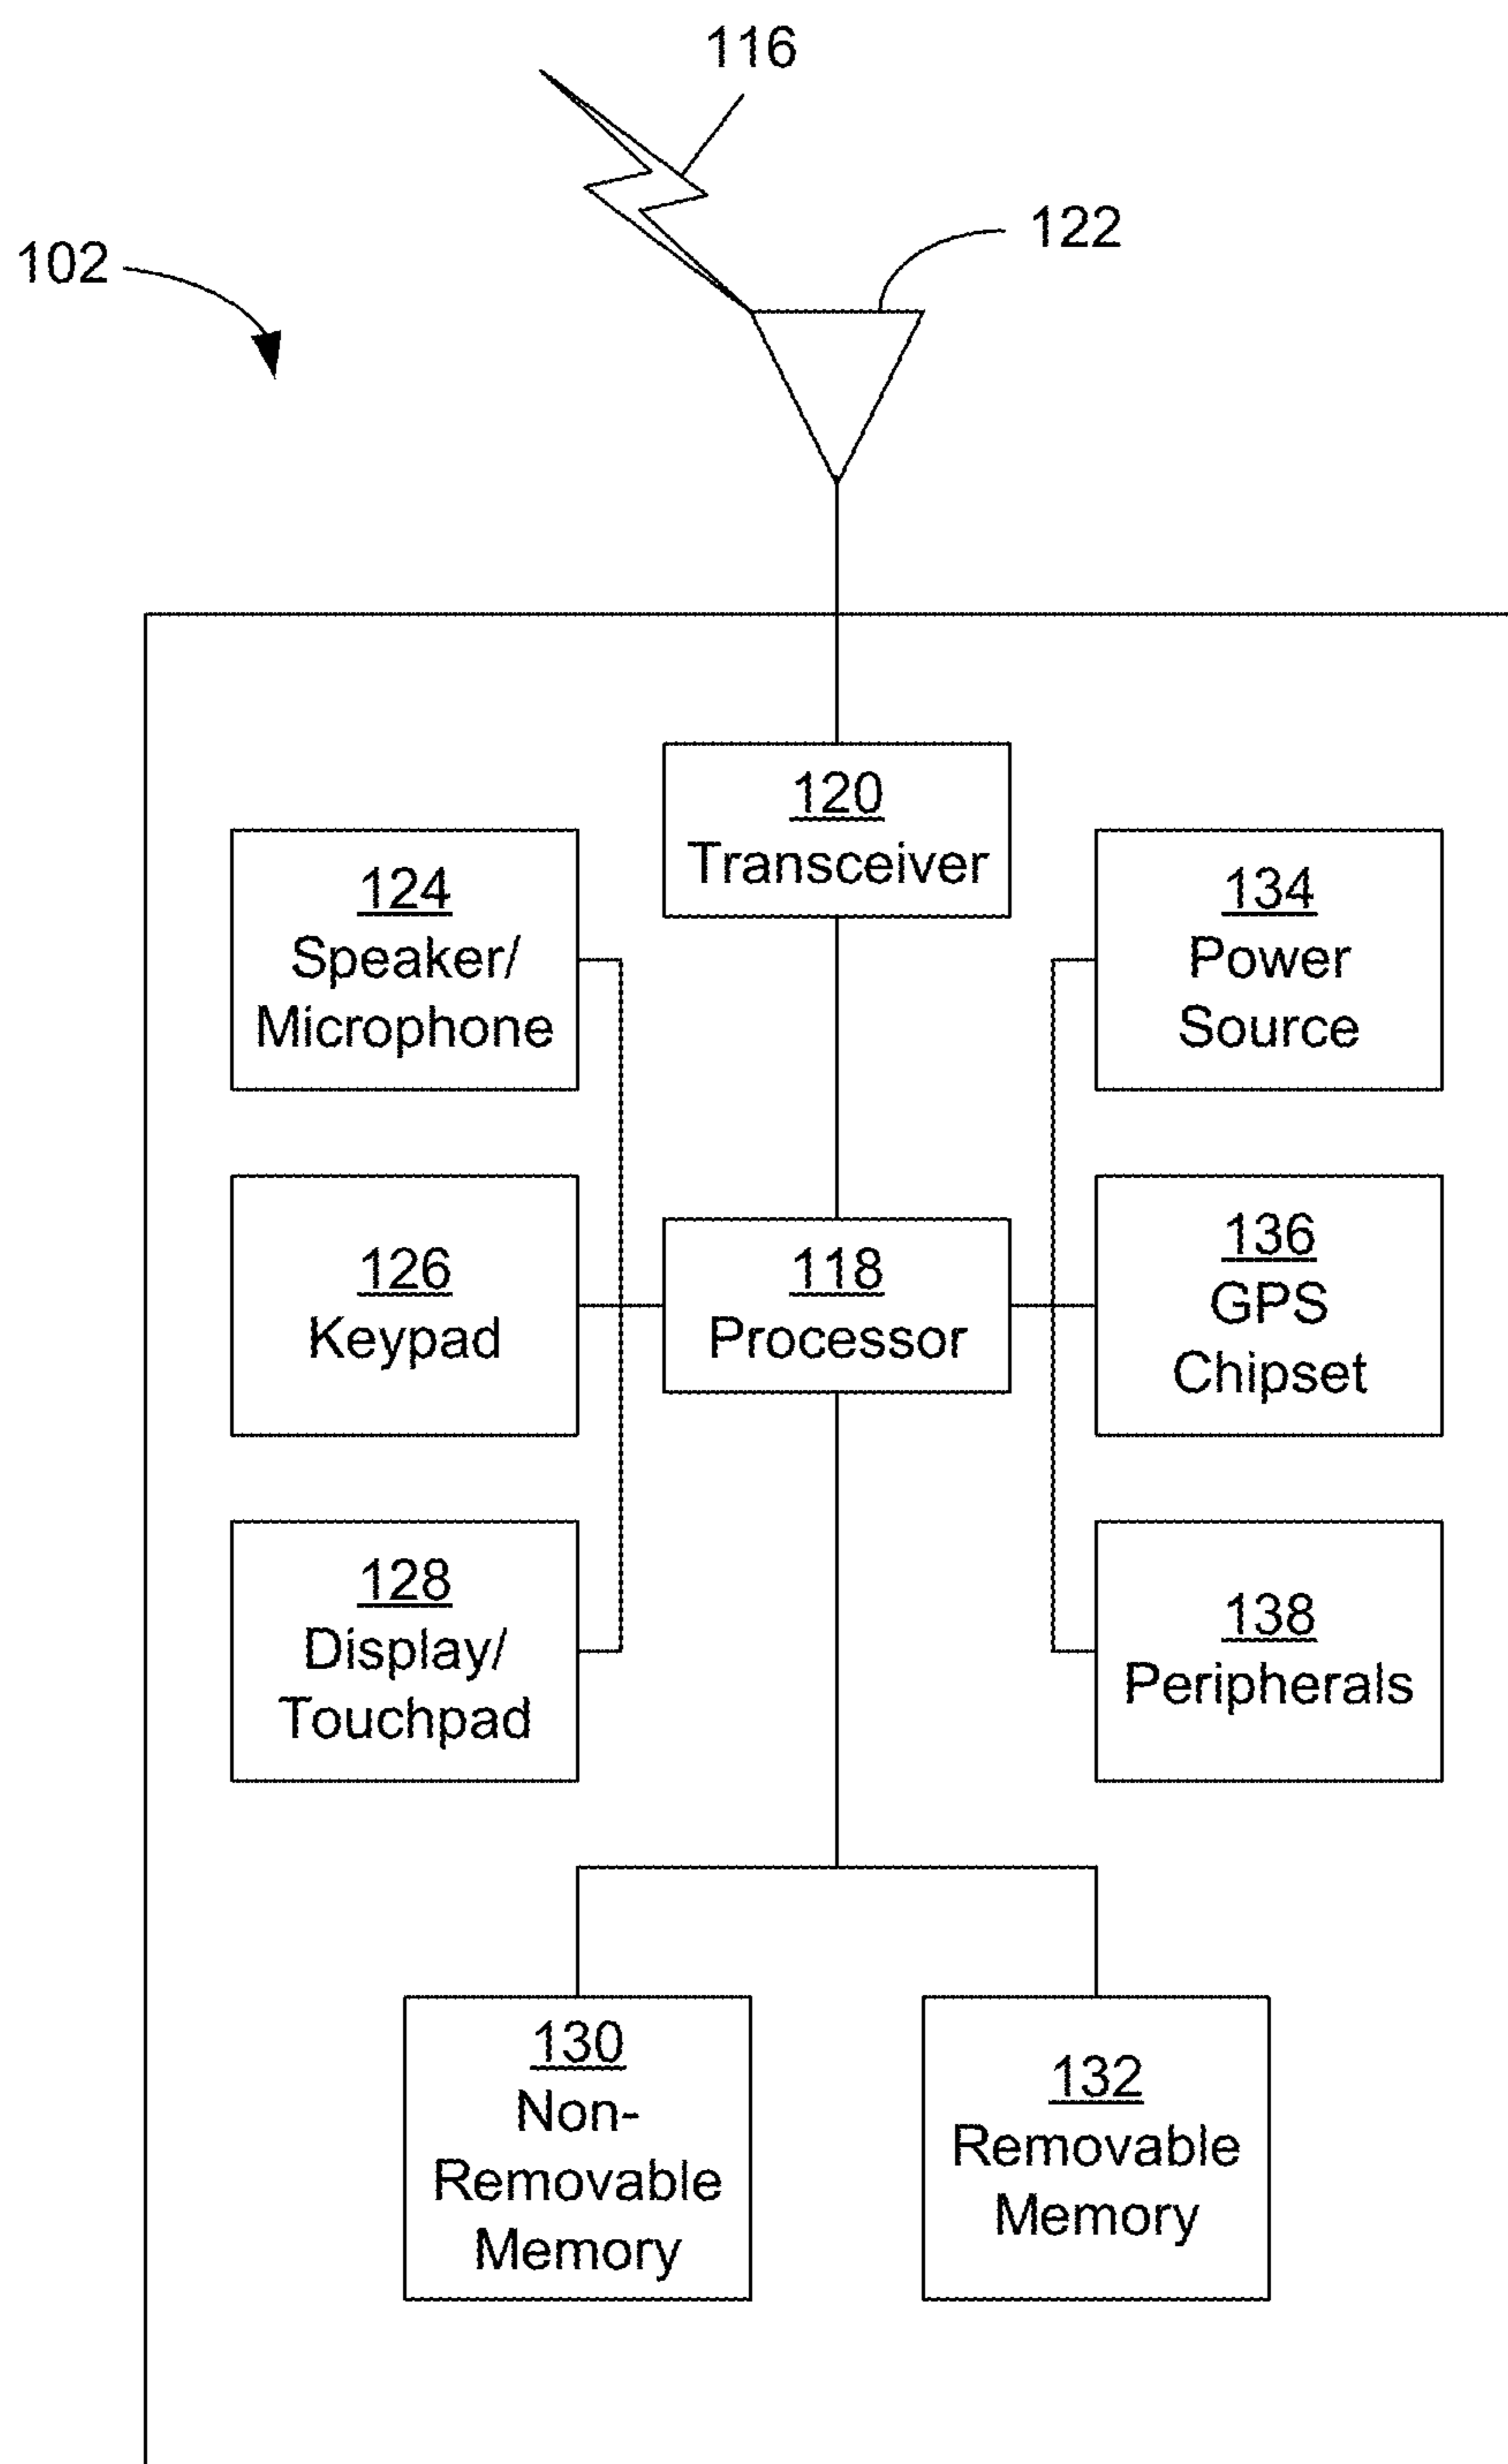 116
122
102
120
Transceiver
124
Speaker/
Microphone
134
Power
Source
126
Keypad
118
Processor
136
GPS
Chipset
128
Display/
Touchpad
138
Peripherals
130
Non-
Removable
Memory
132
Removable
Memory